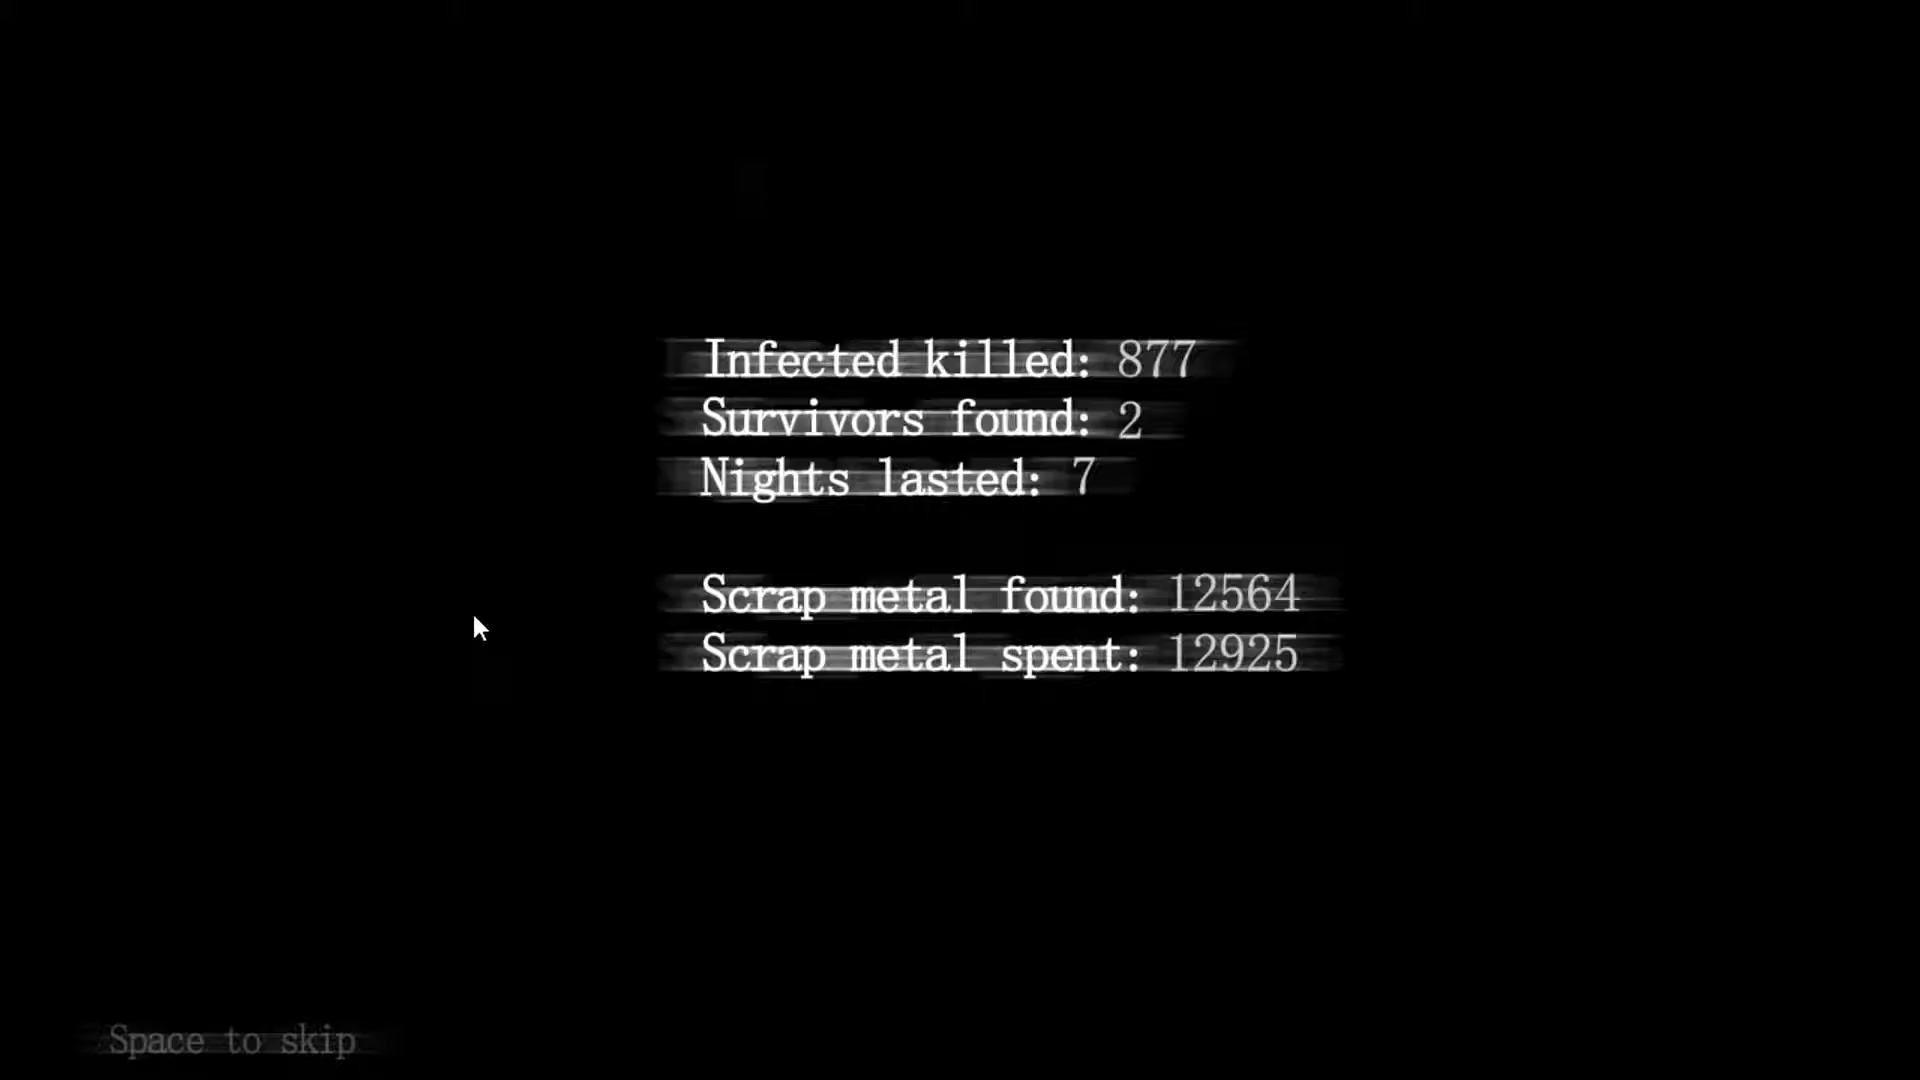 Infected killed: 877
Survivors found: 2
Nights lasted: 7
Scrap metal found: 12564
Scrap metal spent: 12925
Space to skip